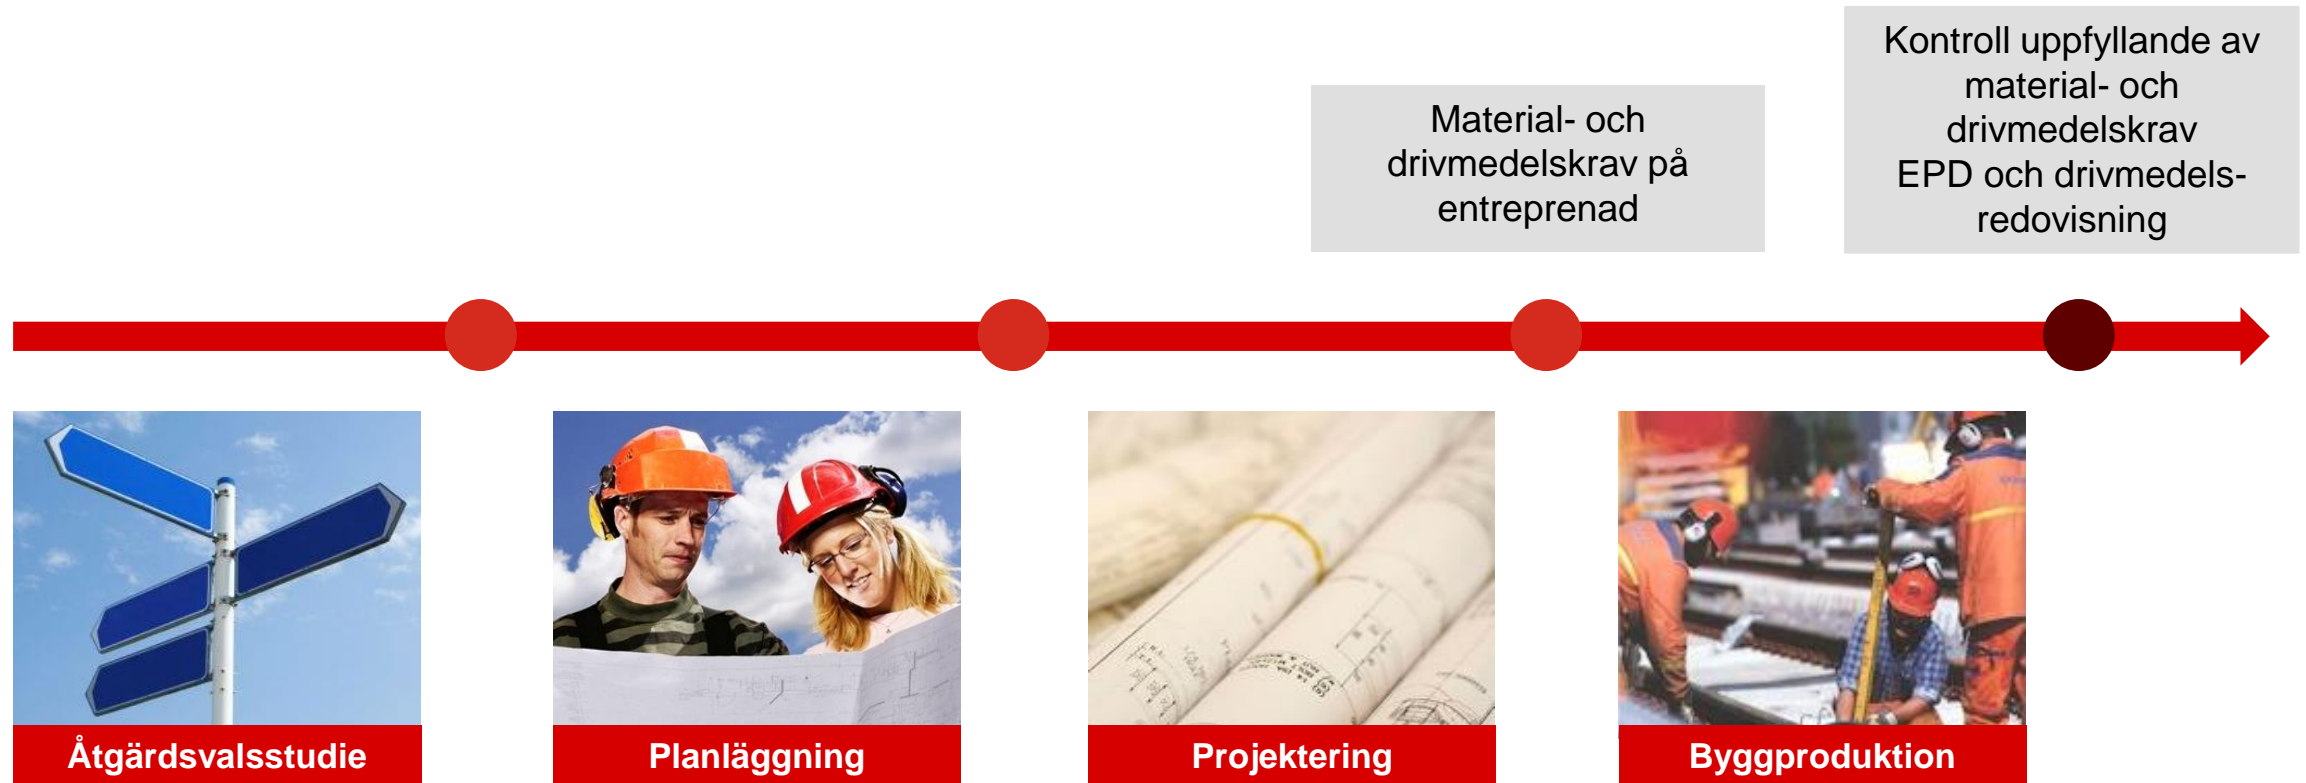 Material- och
drivmedelskrav på
entreprenad
Kontroll uppfyllande av
material- och
drivmedelskrav
EPD och drivmedels-
redovisning
Åtgärdsvalsstudie
Planläggning
Projektering
Byggproduktion